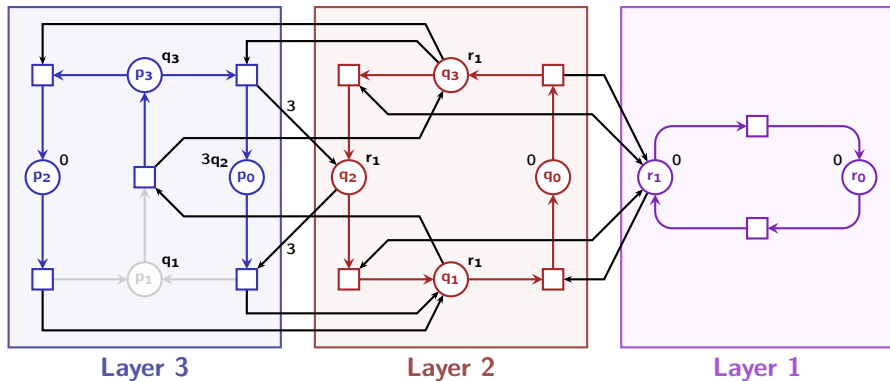 q₃ r₁
p₃ q₃
3
0 3q₂ r₁ 0 0 0
p₂ p₀ q₂ q₀ r₁ r₀
3
q₁ r₁
p₁ q₁
Layer 3 Layer 2 Layer 1